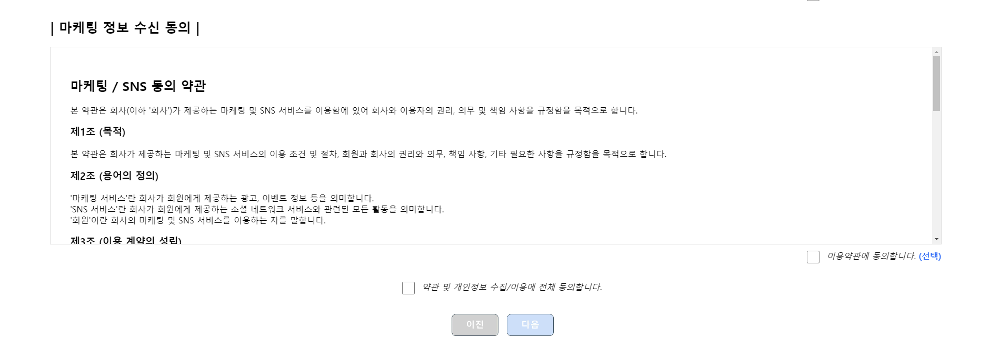 | 마케팅 정보 수신 동의 |
마케팅 / SNS 동의 약관
본 약관은 회사(이하 '회사')가 제공하는 마케팅 및 SNS 서비스를 이용함에 있어 회사와 이용자의 권리, 의무 및 책임 사항을 규정함을 목적으로 합니다.
제1조 (목적)
본 약관은 회사가 제공하는 마케팅 및 SNS 서비스의 이용 조건 및 절차, 회원과 회사의 권리와 의무, 책임 사항, 기타 필요한 사항을 규정함을 목적으로 합니다.
제2조 (용어의 정의)
'마케팅 서비스'란 회사가 회원에게 제공하는 광고, 이벤트 정보 등을 의미합니다.
'SNS 서비스'란 회사가 회원에게 제공하는 소셜 네트워크 서비스와 관련된 모든 활동을 의미합니다.
'회원'이란 회사의 마케팅 및 SNS 서비스를 이용하는 자를 말합니다.
제3조 (이용 계약의 성립)
이용약관에 동의합니다. (선택)
약관 및 개인정보 수집/이용에 전체 동의합니다.
이전 다음